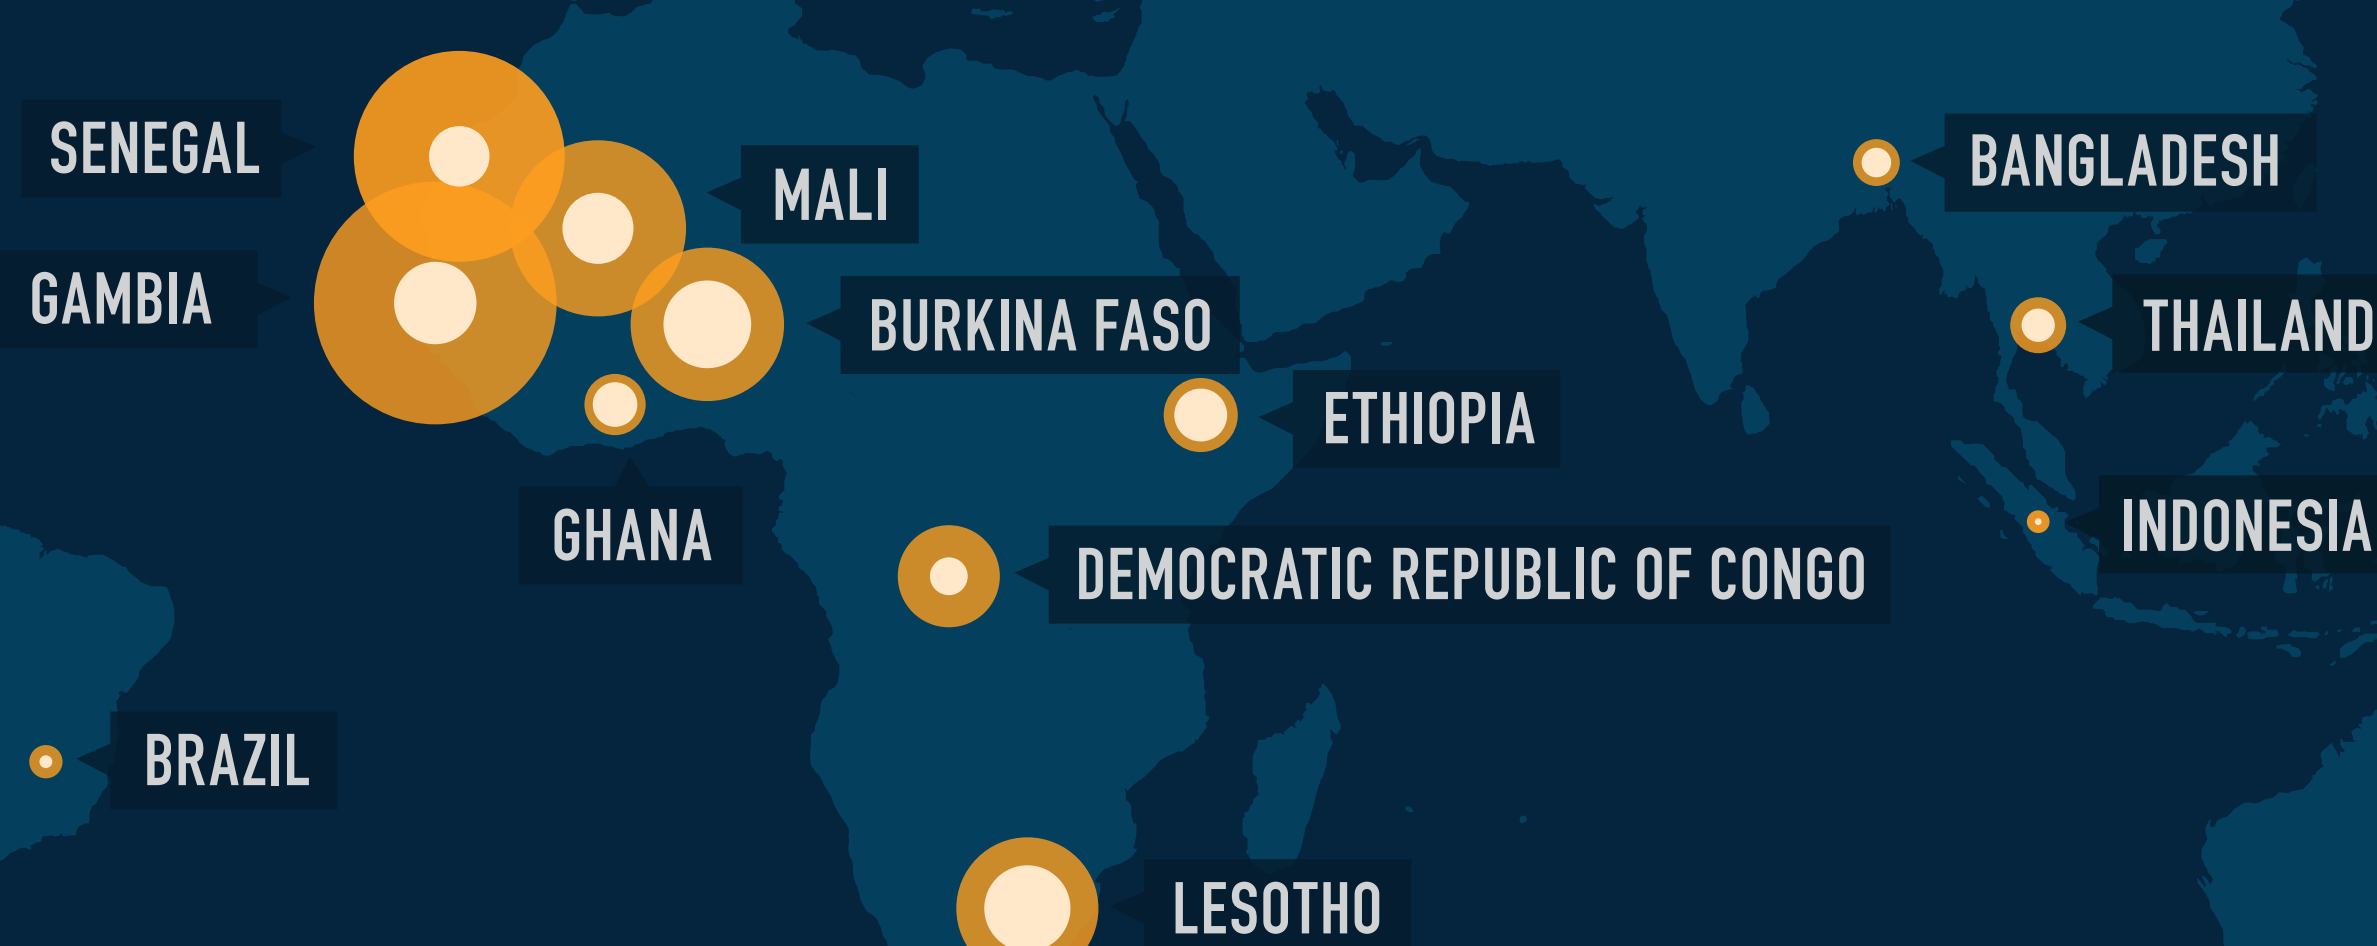 SENEGAL
BANGLADESH
MALI
GAMBIA
BURKINA FASO
THAILAND
ETHIOPIA
GHANA
INDONESIA
DEMOCRATIC REPUBLIC OF CONGO
BRAZIL
LESOTHO